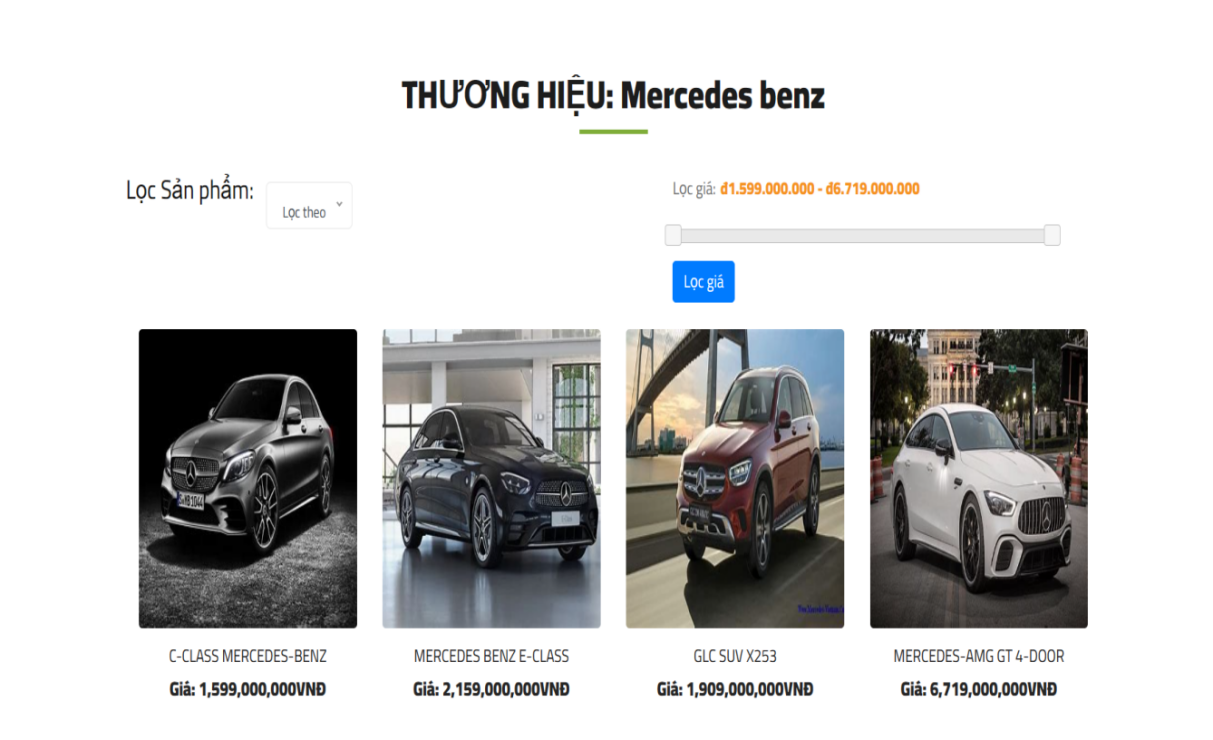 THƯƠNG HIỆU: Mercedes benz
Lọc Sản phẩm:
Lọc theo
Lọc giá: đ1.599.000.000 - đ6.719.000.000
Lọc giá
C-CLASS MERCEDES-BENZ
Giá: 1,599,000,000VNĐ
MERCEDES BENZ E-CLASS
Giá: 2,159,000,000VNĐ
GLC SUV X253
Giá: 1,909,000,000VNĐ
MERCEDES-AMG GT 4-DOOR
Giá: 6,719,000,000VNĐ